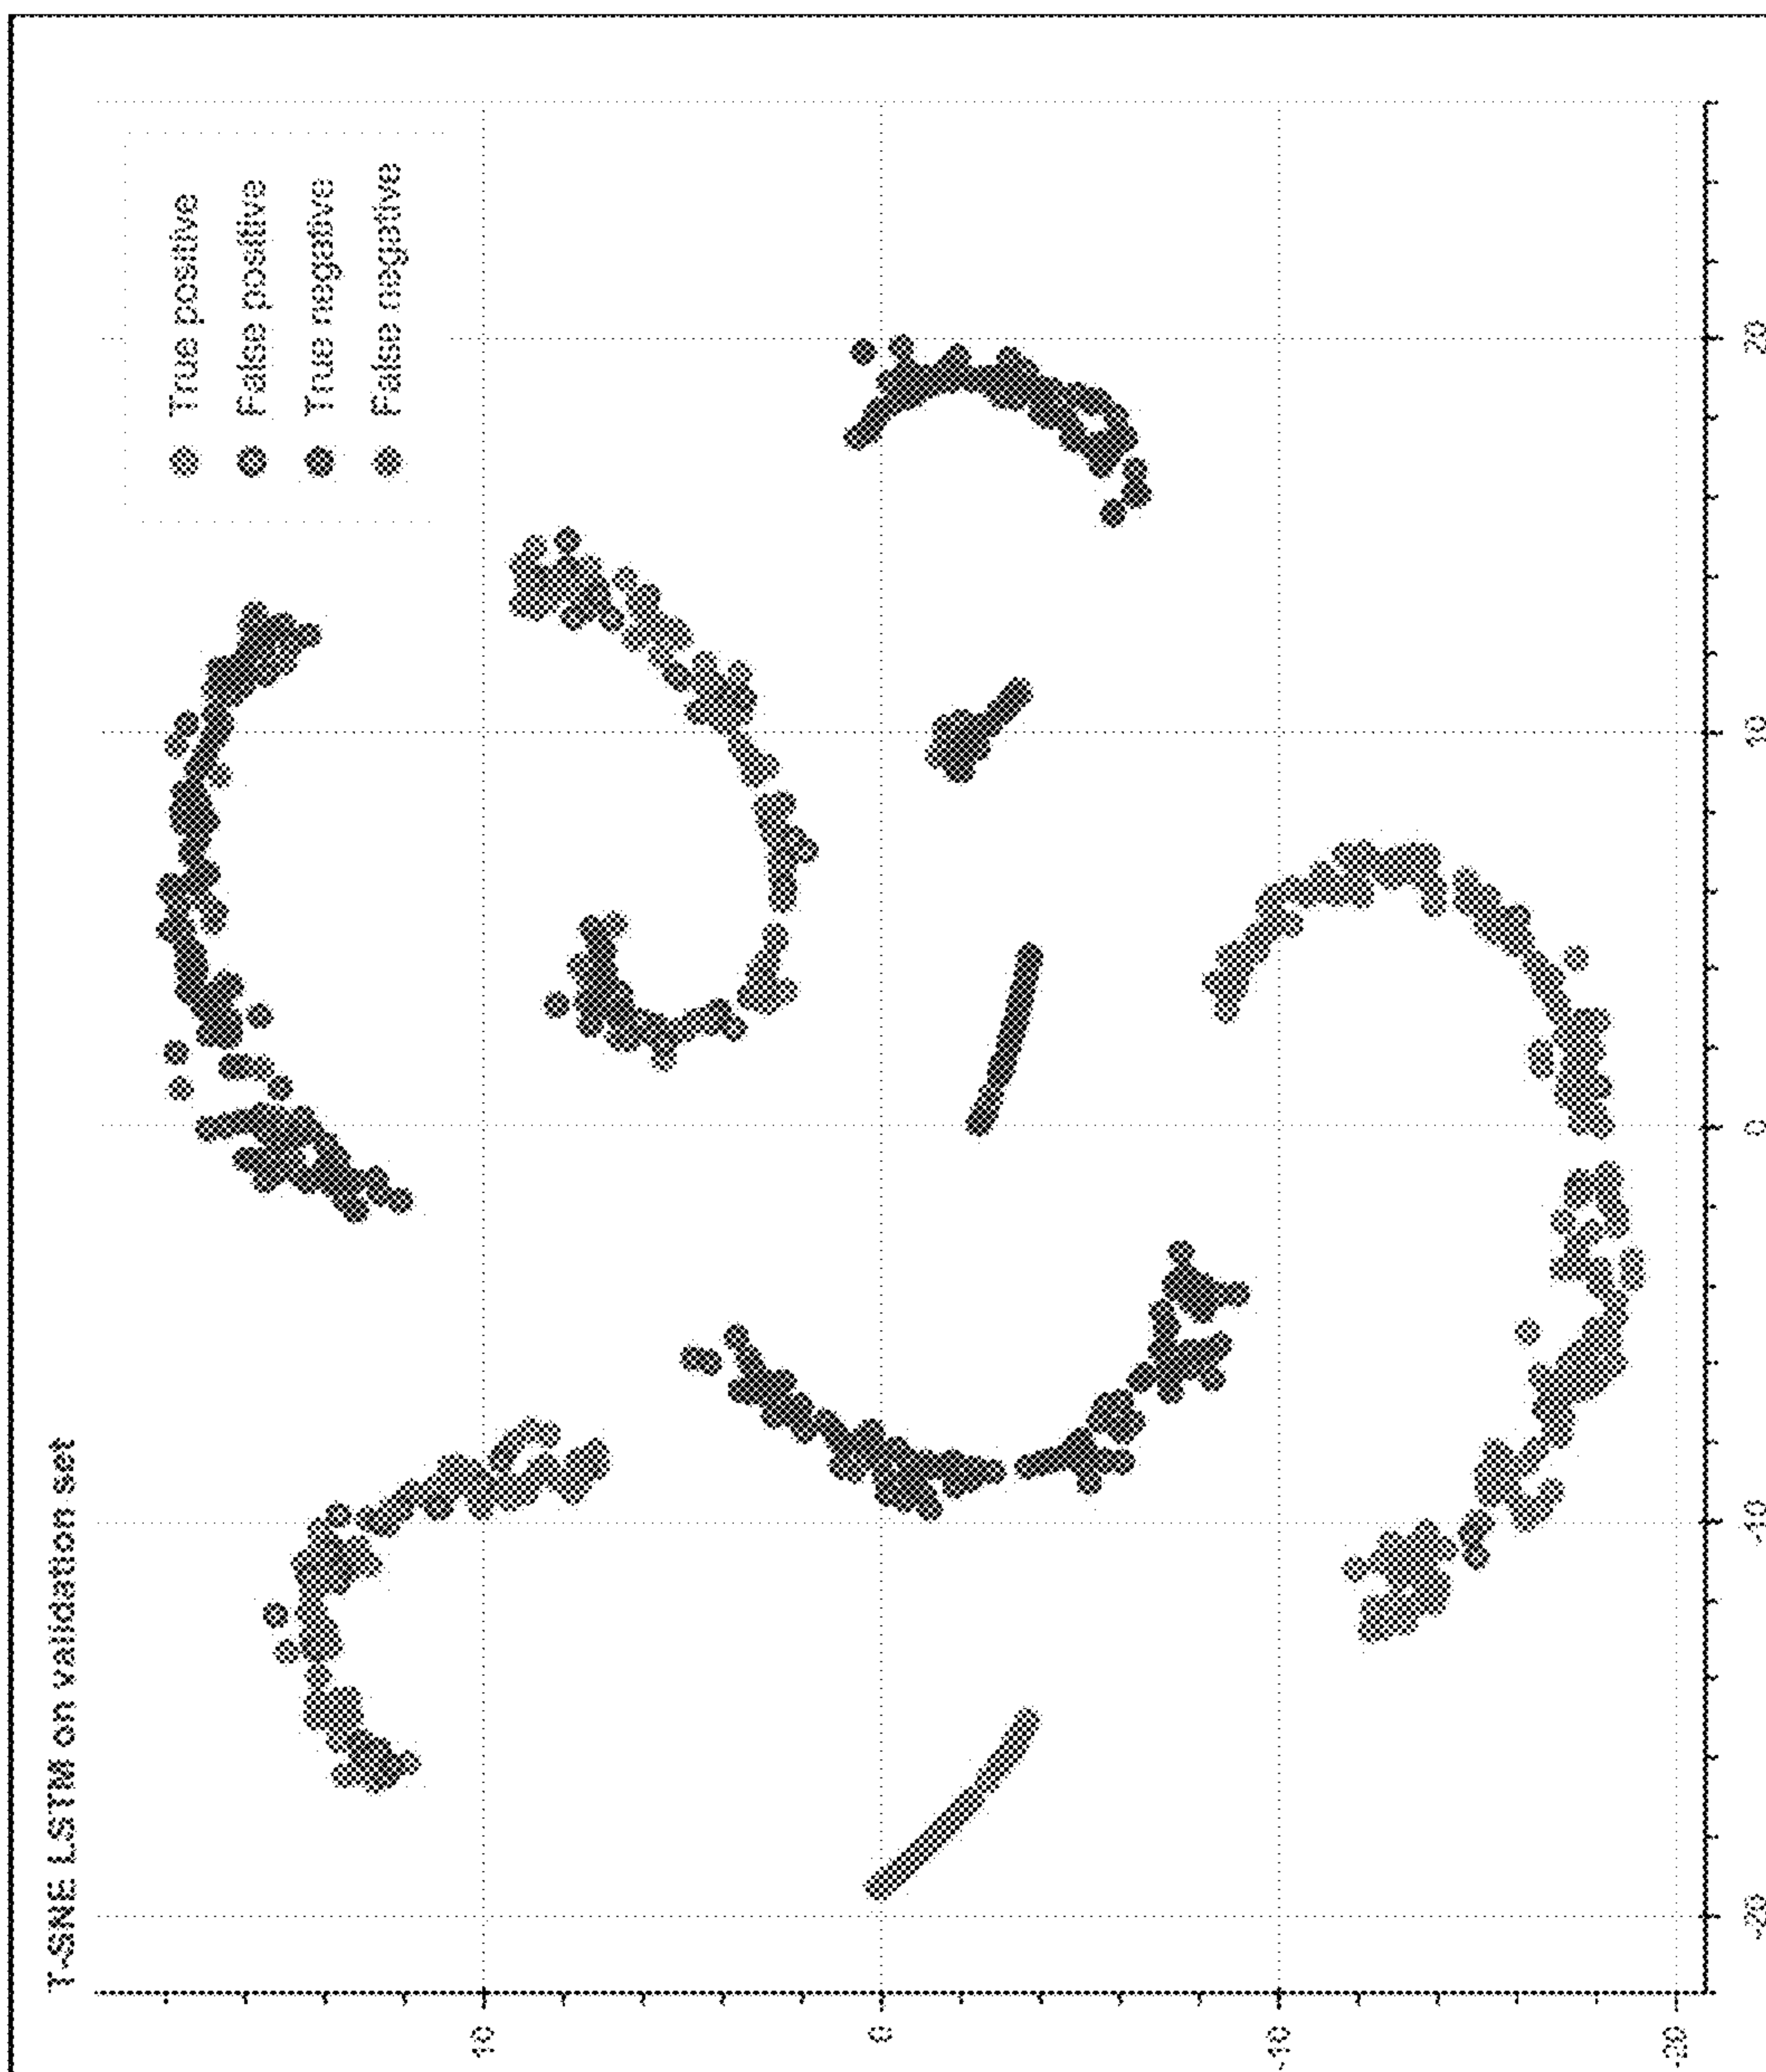 T-SNE LSTM on validation set
True positive
False positive
True negative
False negative
10
0
-10
-20
-20
-10
0
10
20